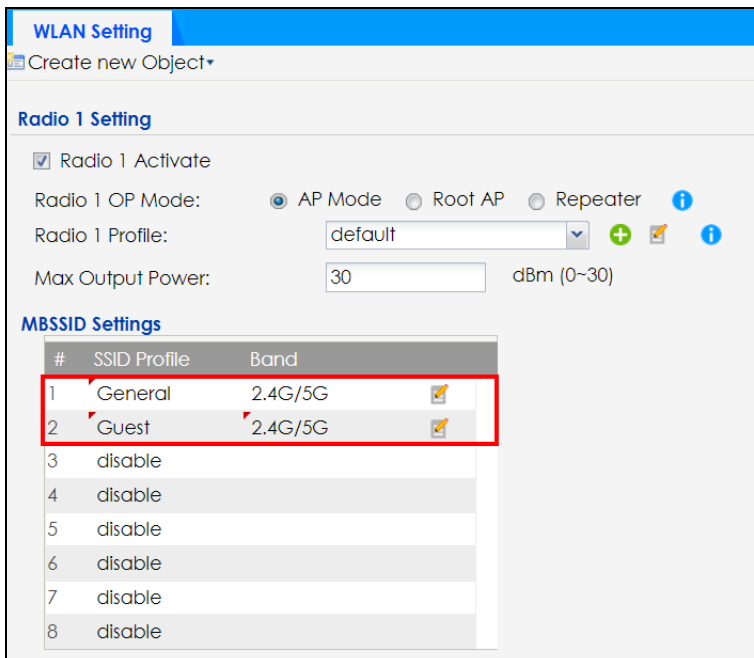 WLAN Setting
Create new Object
Radio 1 Setting
Radio 1 Activate
Radio 1 OP Mode: AP Mode Root AP Repeater
Radio 1 Profile: default
Max Output Power: 30 dBm (0~30)
MBSSID Settings
# SSID Profile Band
1 General 2.4G/5G
2 Guest 2.4G/5G
3 disable
4 disable
5 disable
6 disable
7 disable
8 disable